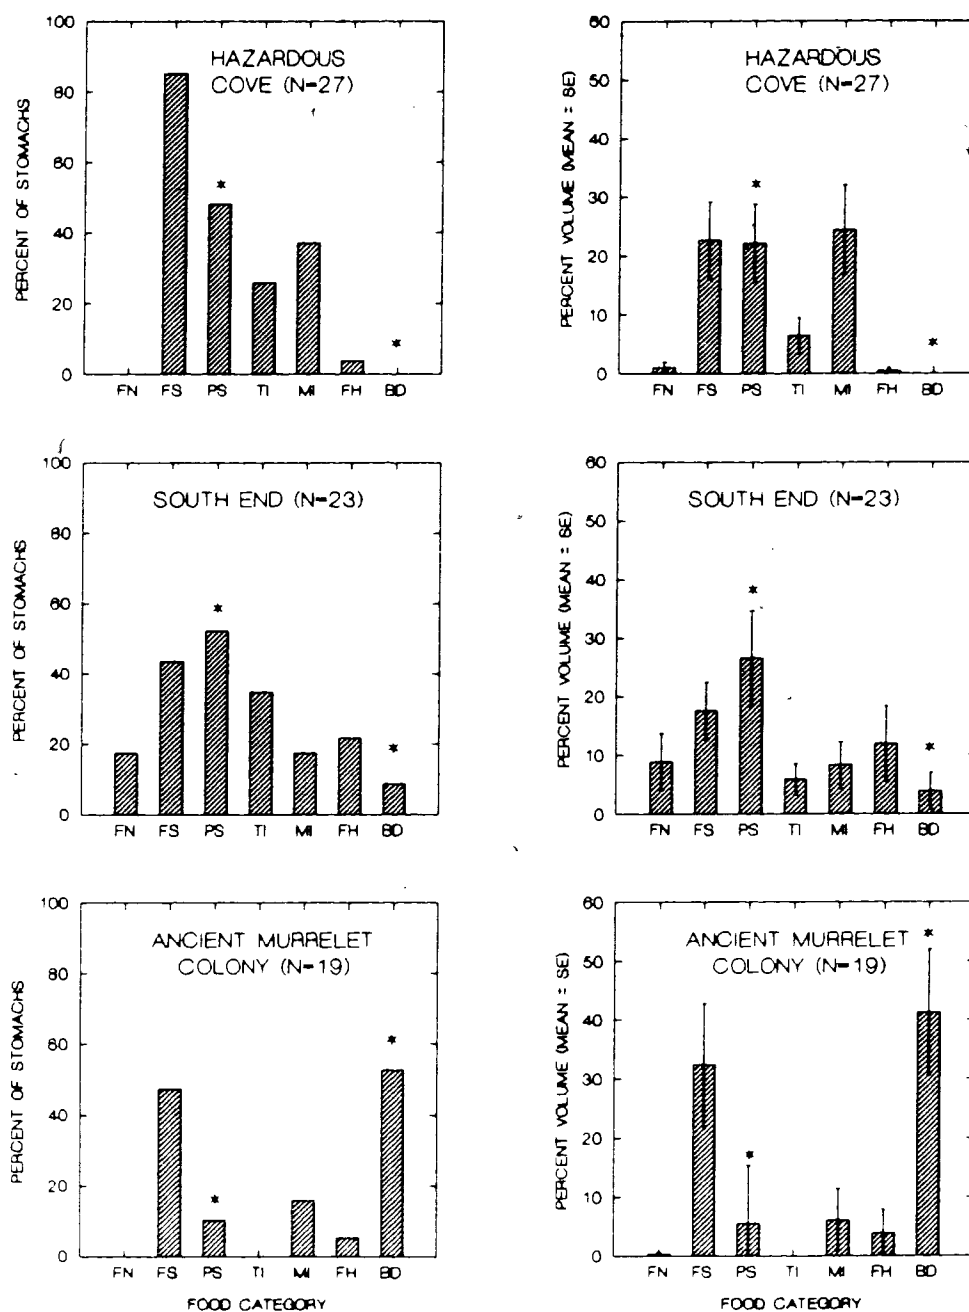 100
80
60
40
20
0
PERCENT OF STOMACHS
HAZARDOUS
COVE (N=27)
*
*
FN FS PS TI MI FH BD
60
50
40
30
20
10
0
PERCENT VOLUME (MEAN ± SE)
HAZARDOUS
COVE (N=27)
*
*
FN FS PS TI MI FH BD
100
80
60
40
20
0
PERCENT OF STOMACHS
SOUTH END (N=23)
*
*
FN FS PS TI MI FH BD
60
50
40
30
20
10
0
PERCENT VOLUME (MEAN ± SE)
SOUTH END (N=23)
*
*
FN FS PS TI MI FH BD
100
80
60
40
20
0
PERCENT OF STOMACHS
ANCIENT MURRELET
COLONY (N=19)
*
*
FN FS PS TI MI FH BD
FOOD CATEGORY
60
50
40
30
20
10
0
PERCENT VOLUME (MEAN ± SE)
ANCIENT MURRELET
COLONY (N=19)
*
*
FN FS PS TI MI FH BD
FOOD CATEGORY